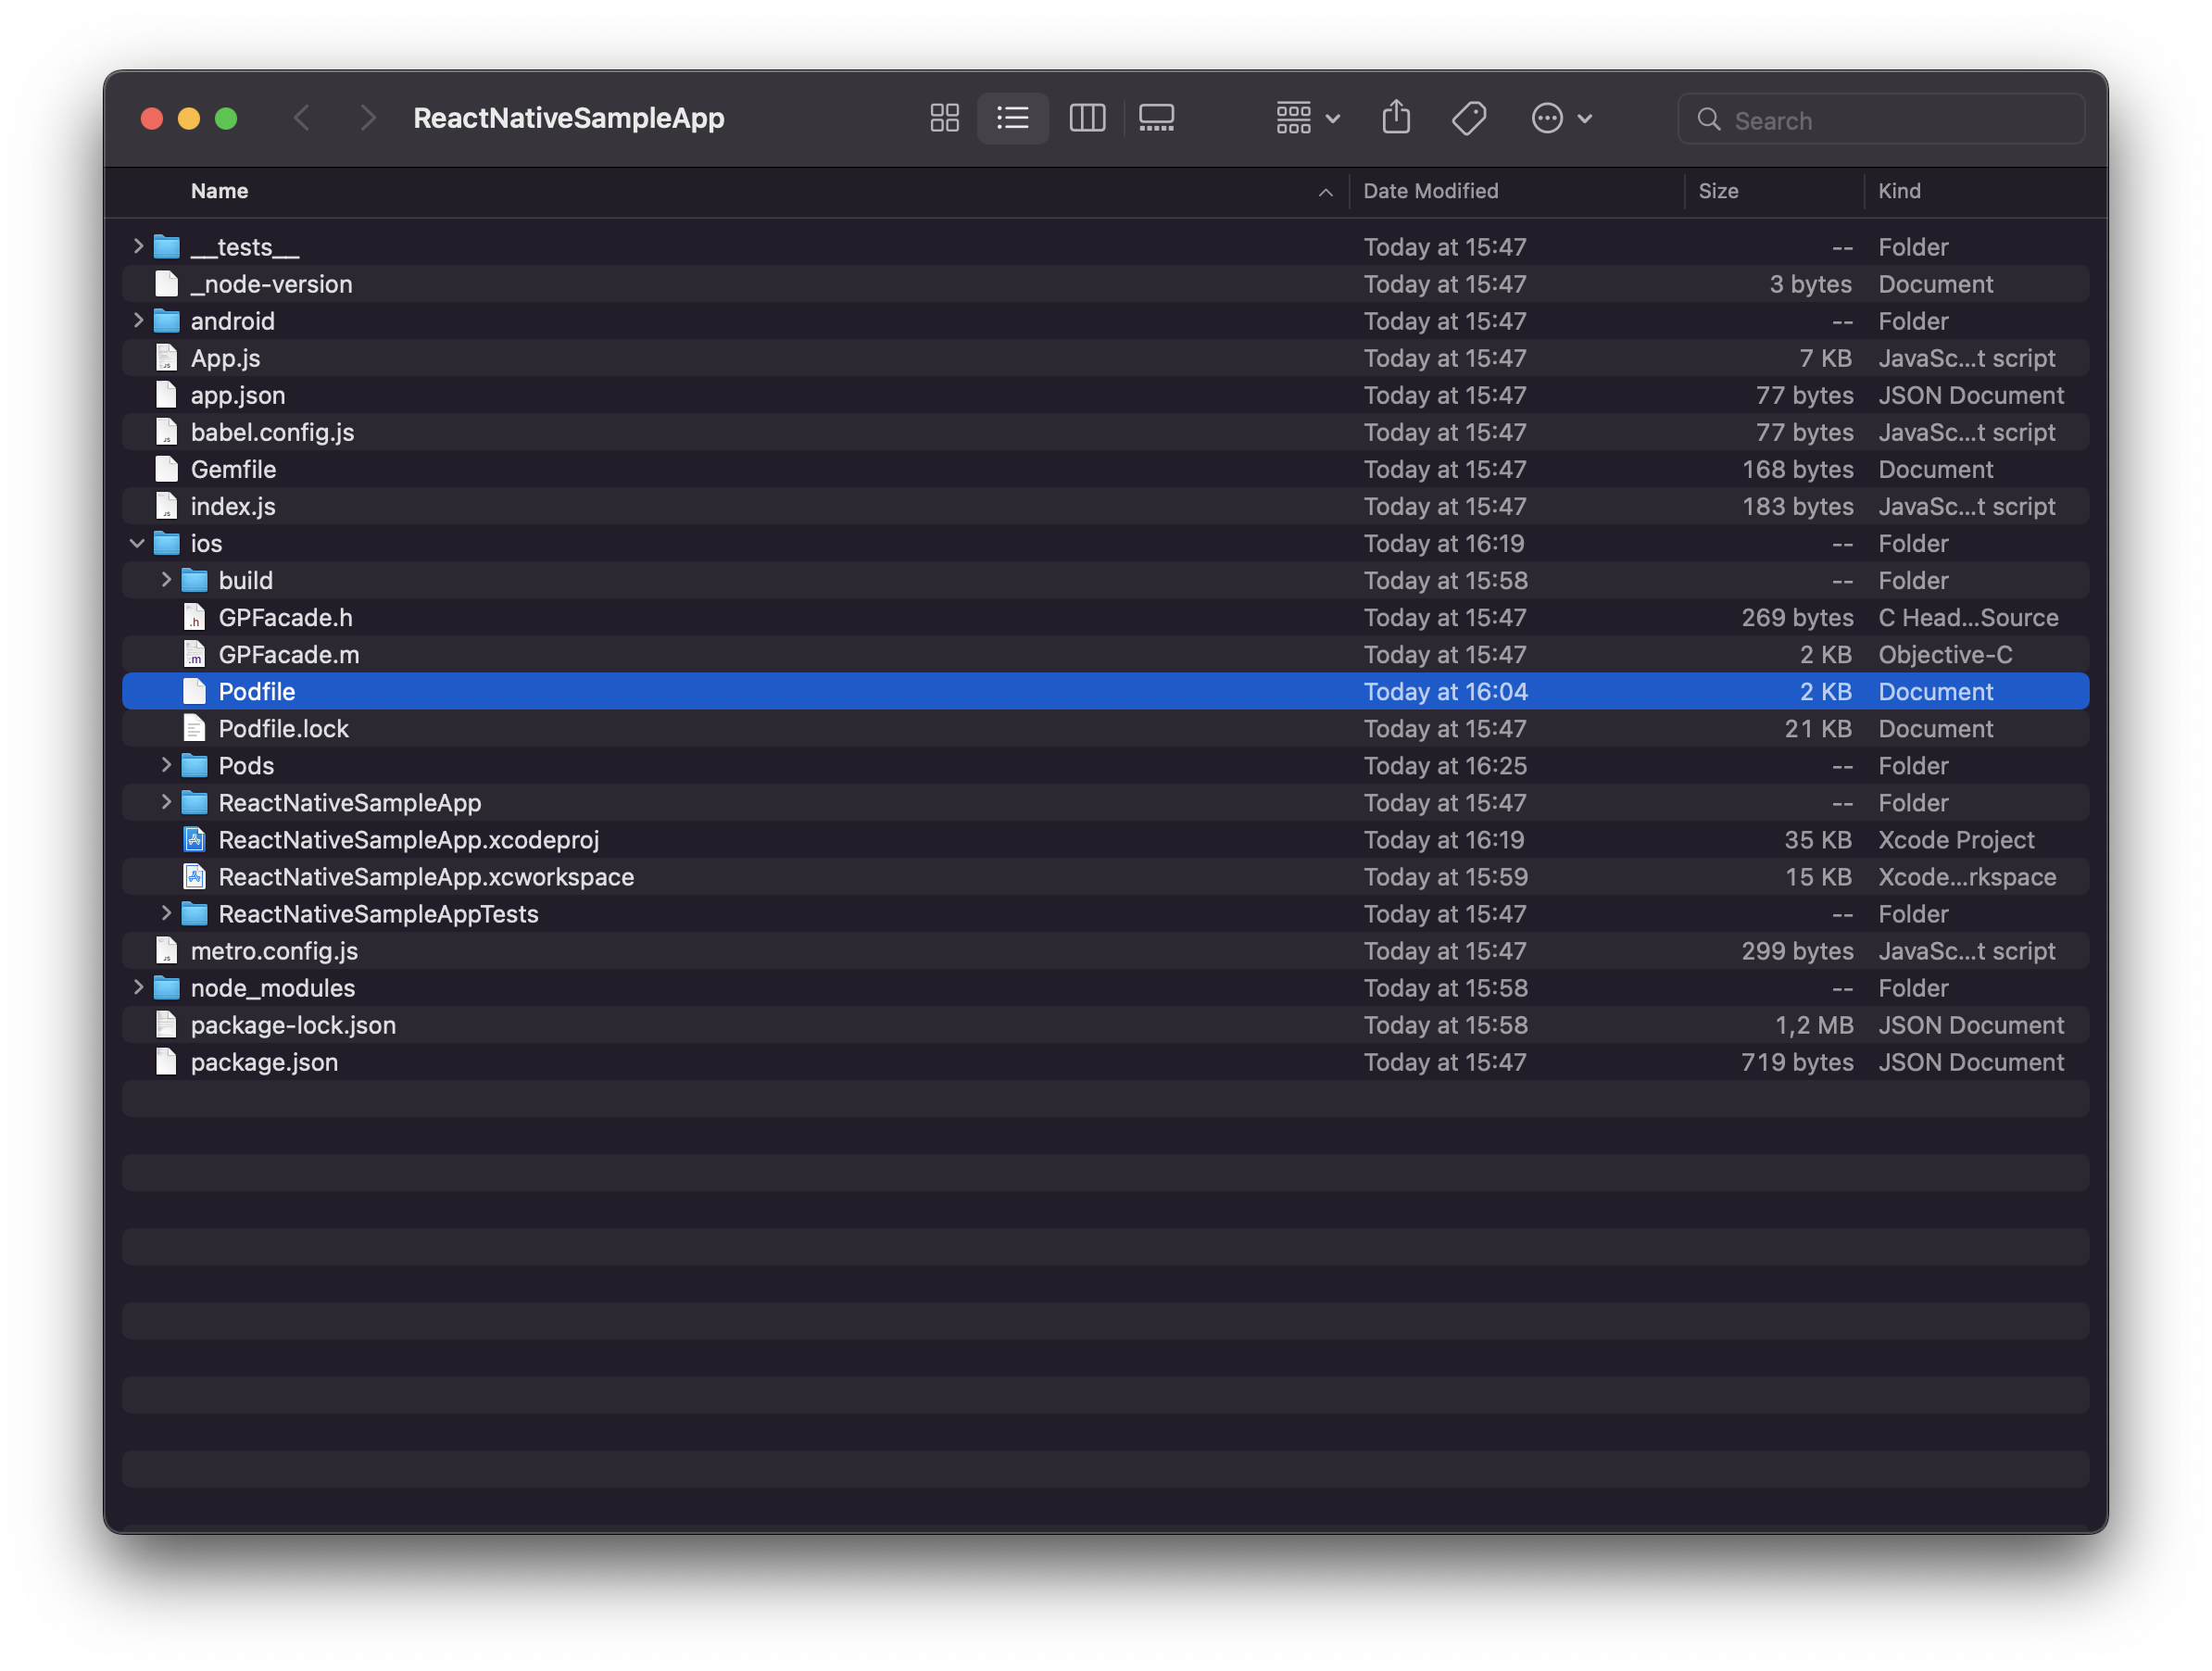 ReactNativeSampleApp Search
Name Date Modified Size Kind
__tests__ Today at 15:47 -- Folder
_node-version Today at 15:47 3 bytes Document
android Today at 15:47 -- Folder
App.js Today at 15:47 7 KB JavaSc...t script
app.json Today at 15:47 77 bytes JSON Document
babel.config.js Today at 15:47 77 bytes JavaSc...t script
Gemfile Today at 15:47 168 bytes Document
index.js Today at 15:47 183 bytes JavaSc...t script
ios Today at 16:19 -- Folder
build Today at 15:58 -- Folder
GPFacade.h Today at 15:47 269 bytes C Head...Source
GPFacade.m Today at 15:47 2 KB Objective-C
Podfile Today at 16:04 2 KB Document
Podfile.lock Today at 15:47 21 KB Document
Pods Today at 16:25 -- Folder
ReactNativeSampleApp Today at 15:47 -- Folder
ReactNativeSampleApp.xcodeproj Today at 16:19 35 KB Xcode Project
ReactNativeSampleApp.xcworkspace Today at 15:59 15 KB Xcode...rkspace
ReactNativeSampleAppTests Today at 15:47 -- Folder
metro.config.js Today at 15:47 299 bytes JavaSc...t script
node_modules Today at 15:58 -- Folder
package-lock.json Today at 15:58 1,2 MB JSON Document
package.json Today at 15:47 719 bytes JSON Document